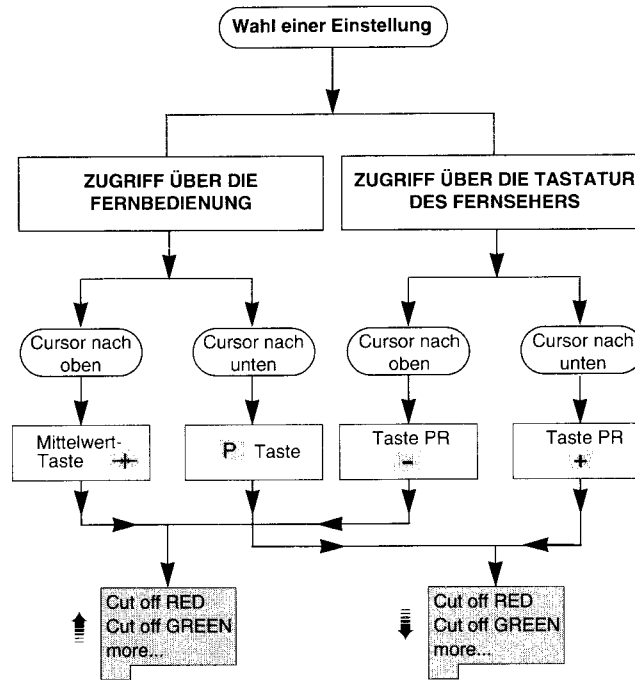 Wahl einer Einstellung
ZUGRIFF ÜBER DIE
FERNBEDIENUNG
ZUGRIFF ÜBER DIE TASTATUR
DES FERNSEHERS
Cursor nach
oben
Cursor nach
unten
Cursor nach
oben
Cursor nach
unten
Mittelwert-
Taste
P Taste
Taste PR
-
Taste PR
+
Cut off RED
Cut off GREEN
more...
Cut off RED
Cut off GREEN
more...